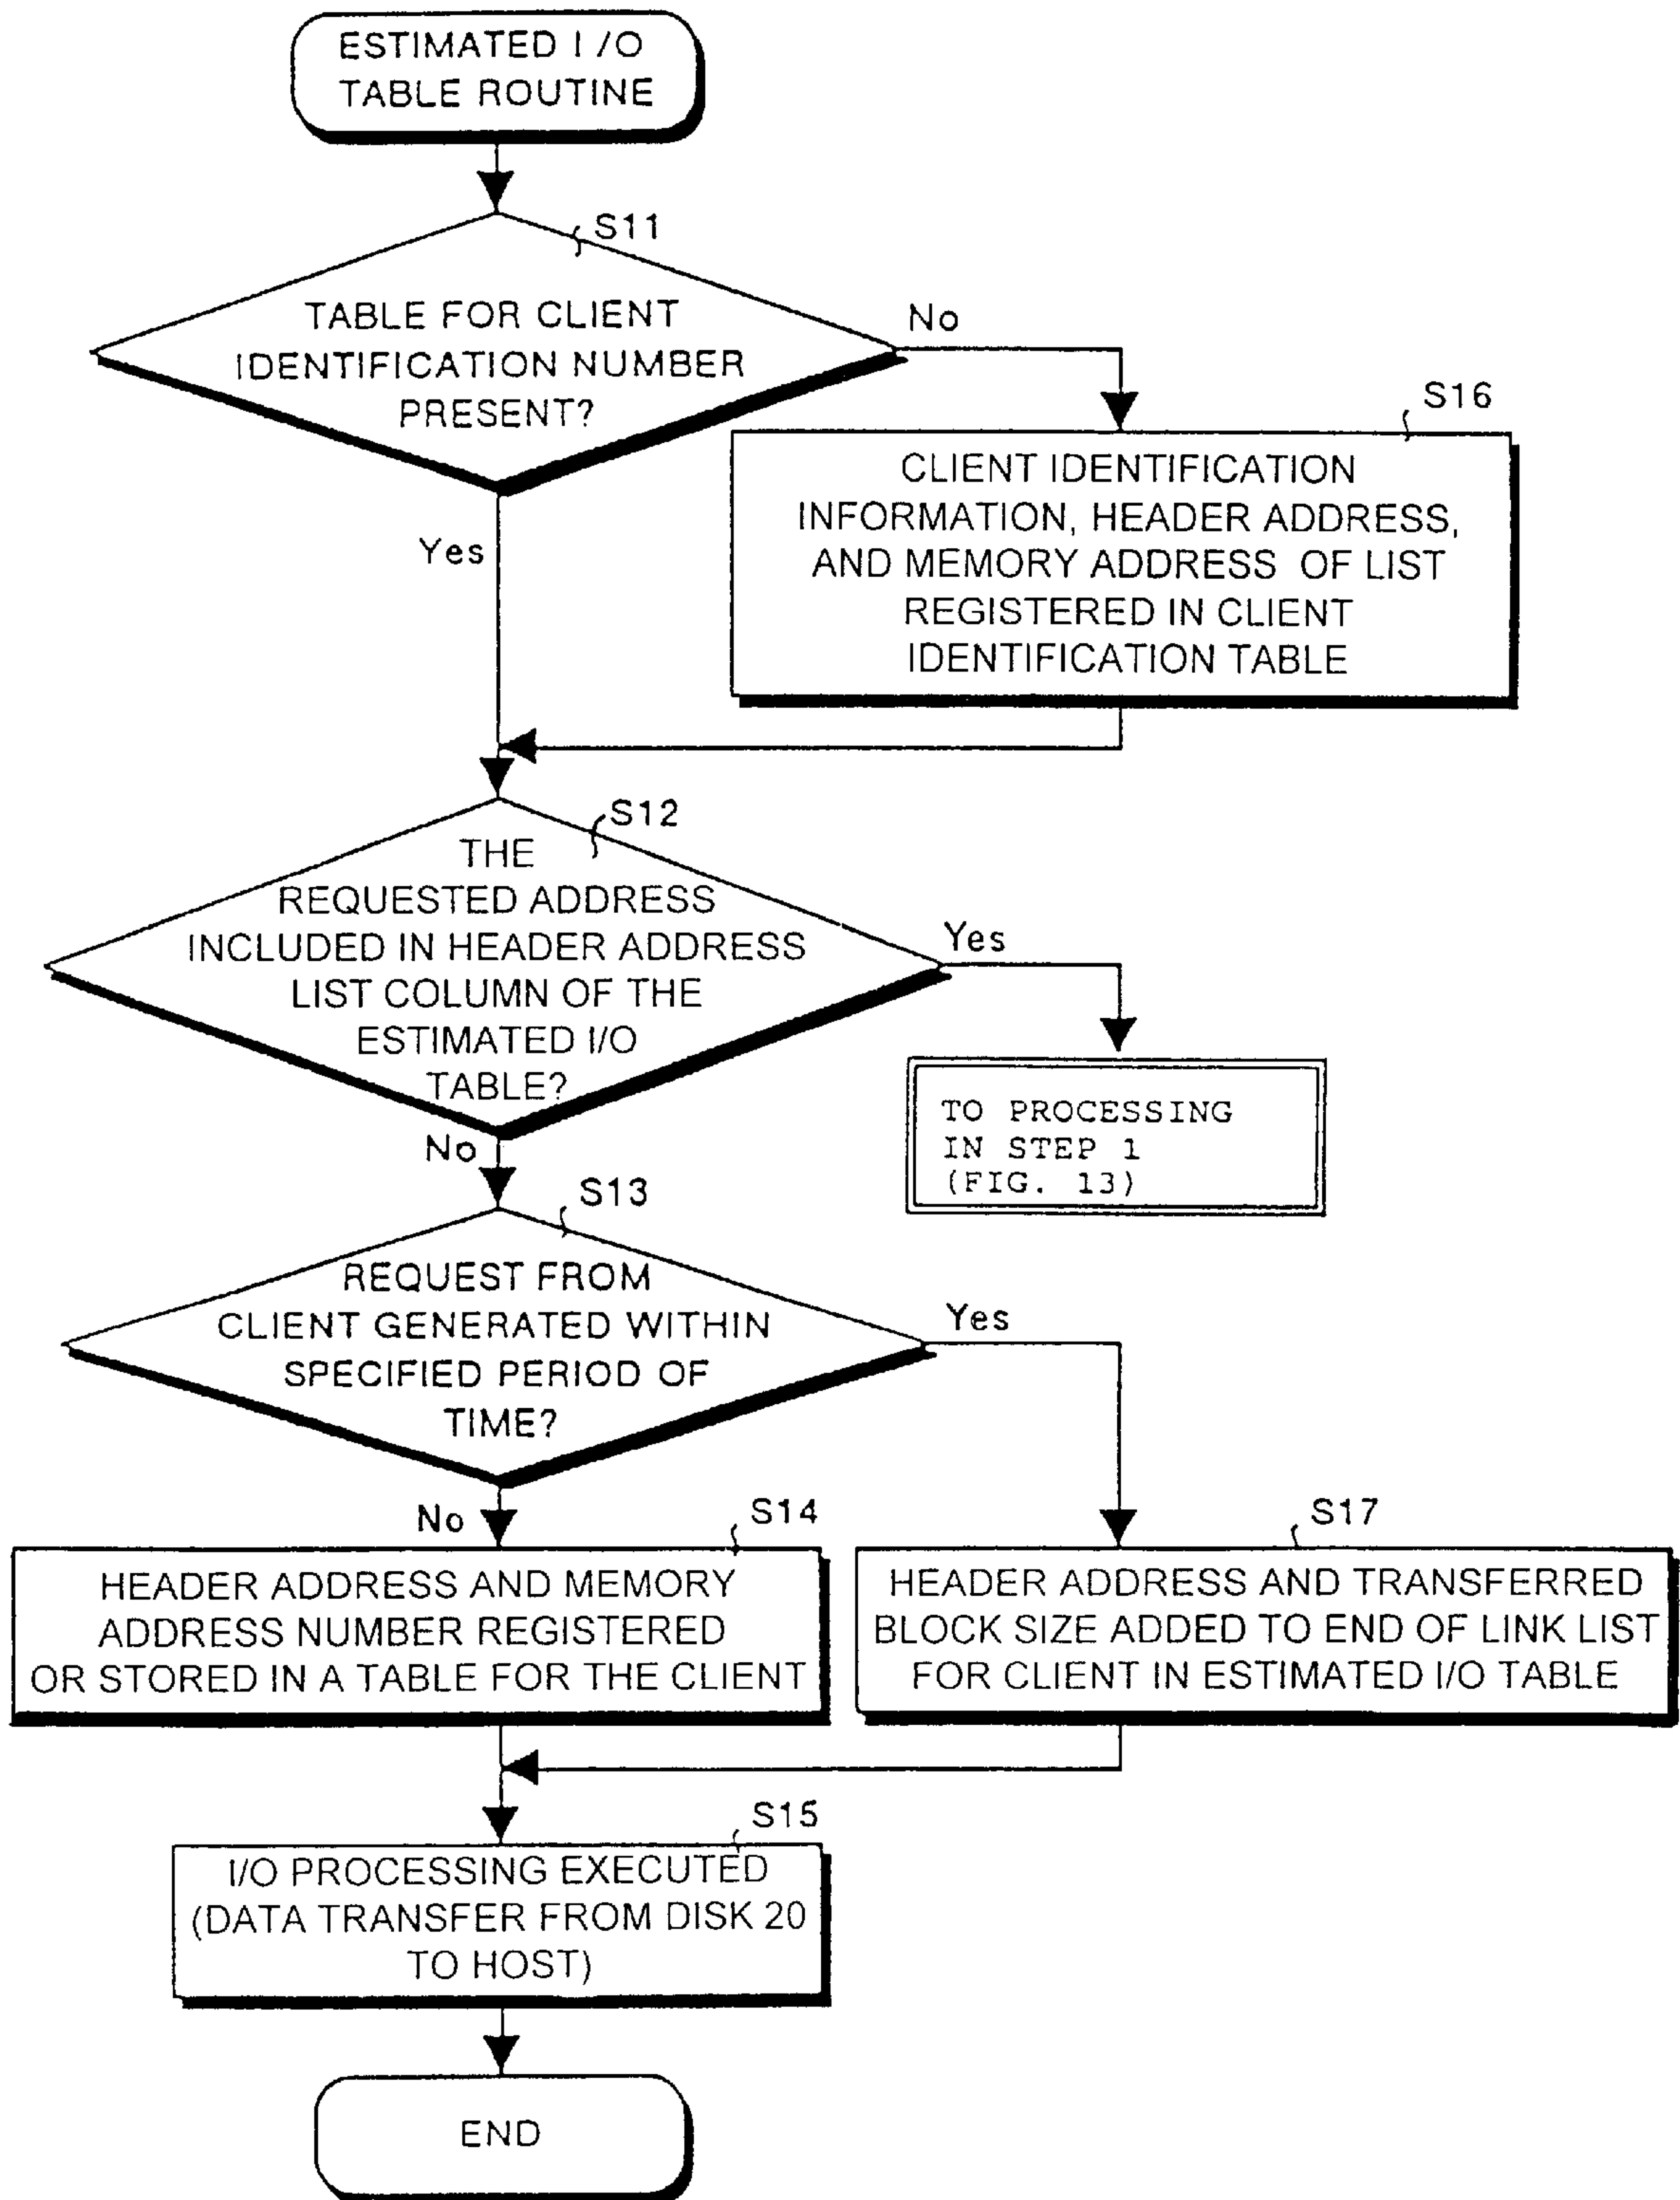 ESTIMATED I/O
TABLE ROUTINE
S11
TABLE FOR CLIENT
IDENTIFICATION NUMBER
PRESENT?
No
Yes
S16
CLIENT IDENTIFICATION
INFORMATION, HEADER ADDRESS,
AND MEMORY ADDRESS OF LIST
REGISTERED IN CLIENT
IDENTIFICATION TABLE
S12
THE
REQUESTED ADDRESS
INCLUDED IN HEADER ADDRESS
LIST COLUMN OF THE
ESTIMATED I/O
TABLE?
Yes
No
TO PROCESSING
IN STEP 1
(FIG. 13)
S13
REQUEST FROM
CLIENT GENERATED WITHIN
SPECIFIED PERIOD OF
TIME?
Yes
No
S14
HEADER ADDRESS AND MEMORY
ADDRESS NUMBER REGISTERED
OR STORED IN A TABLE FOR THE CLIENT
S17
HEADER ADDRESS AND TRANSFERRED
BLOCK SIZE ADDED TO END OF LINK LIST
FOR CLIENT IN ESTIMATED I/O TABLE
S15
I/O PROCESSING EXECUTED
(DATA TRANSFER FROM DISK 20
TO HOST)
END